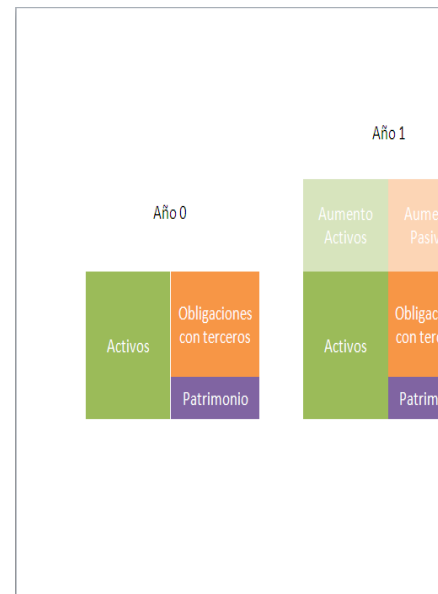 Año 0
Activos
Obligaciones
con terceros
Patrimonio
Año 1
Aumento
Activos
Activos